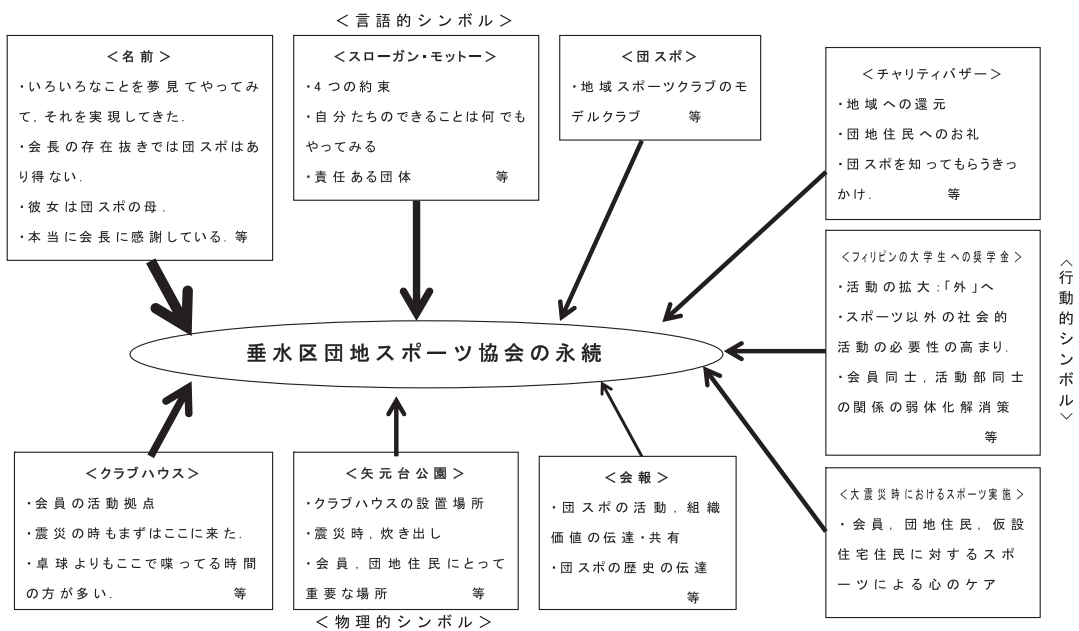 ＜言語的シンボル＞
＜名前＞
・いろいろなことを夢見てやってみ
て，それを実現してきた．
・会長の存在抜きでは団スポはあ
り得ない．
・彼女は団スポの母．
・本当に会長に感謝している．等
＜スローガン・モットー＞
・4つの約束
・自分たちのできることは何でも
やってみる
・責任ある団体　等
＜団スポ＞
・地域スポーツクラブのモ
デルクラブ　等
＜チャリティバザー＞
・地域への還元
・団地住民へのお礼
・団スポを知ってもらうきっ
かけ．　等
＜フィリピンの大学生への奨学金＞
・活動の拡大：「外」へ
・スポーツ以外の社会的
活動の必要性の高まり．
・会員同士，活動部同士
の関係の弱体化解消策
等
＜大震災時におけるスポーツ実施＞
・会員，団地住民，仮設
住宅住民に対するスポ
ーツによる心のケア
＜行動的シンボル＞
垂水区団地スポーツ協会の永続
＜クラブハウス＞
・会員の活動拠点
・震災の時もまずはここに来た．
・卓球よりもここで喋ってる時間
の方が多い．　等
＜矢元台公園＞
・クラブハウスの設置場所
・震災時，炊き出し
・会員，団地住民にとって
重要な場所　等
＜会報＞
・団スポの活動，組織
価値の伝達・共有
・団スポの歴史の伝達
等
＜物理的シンボル＞